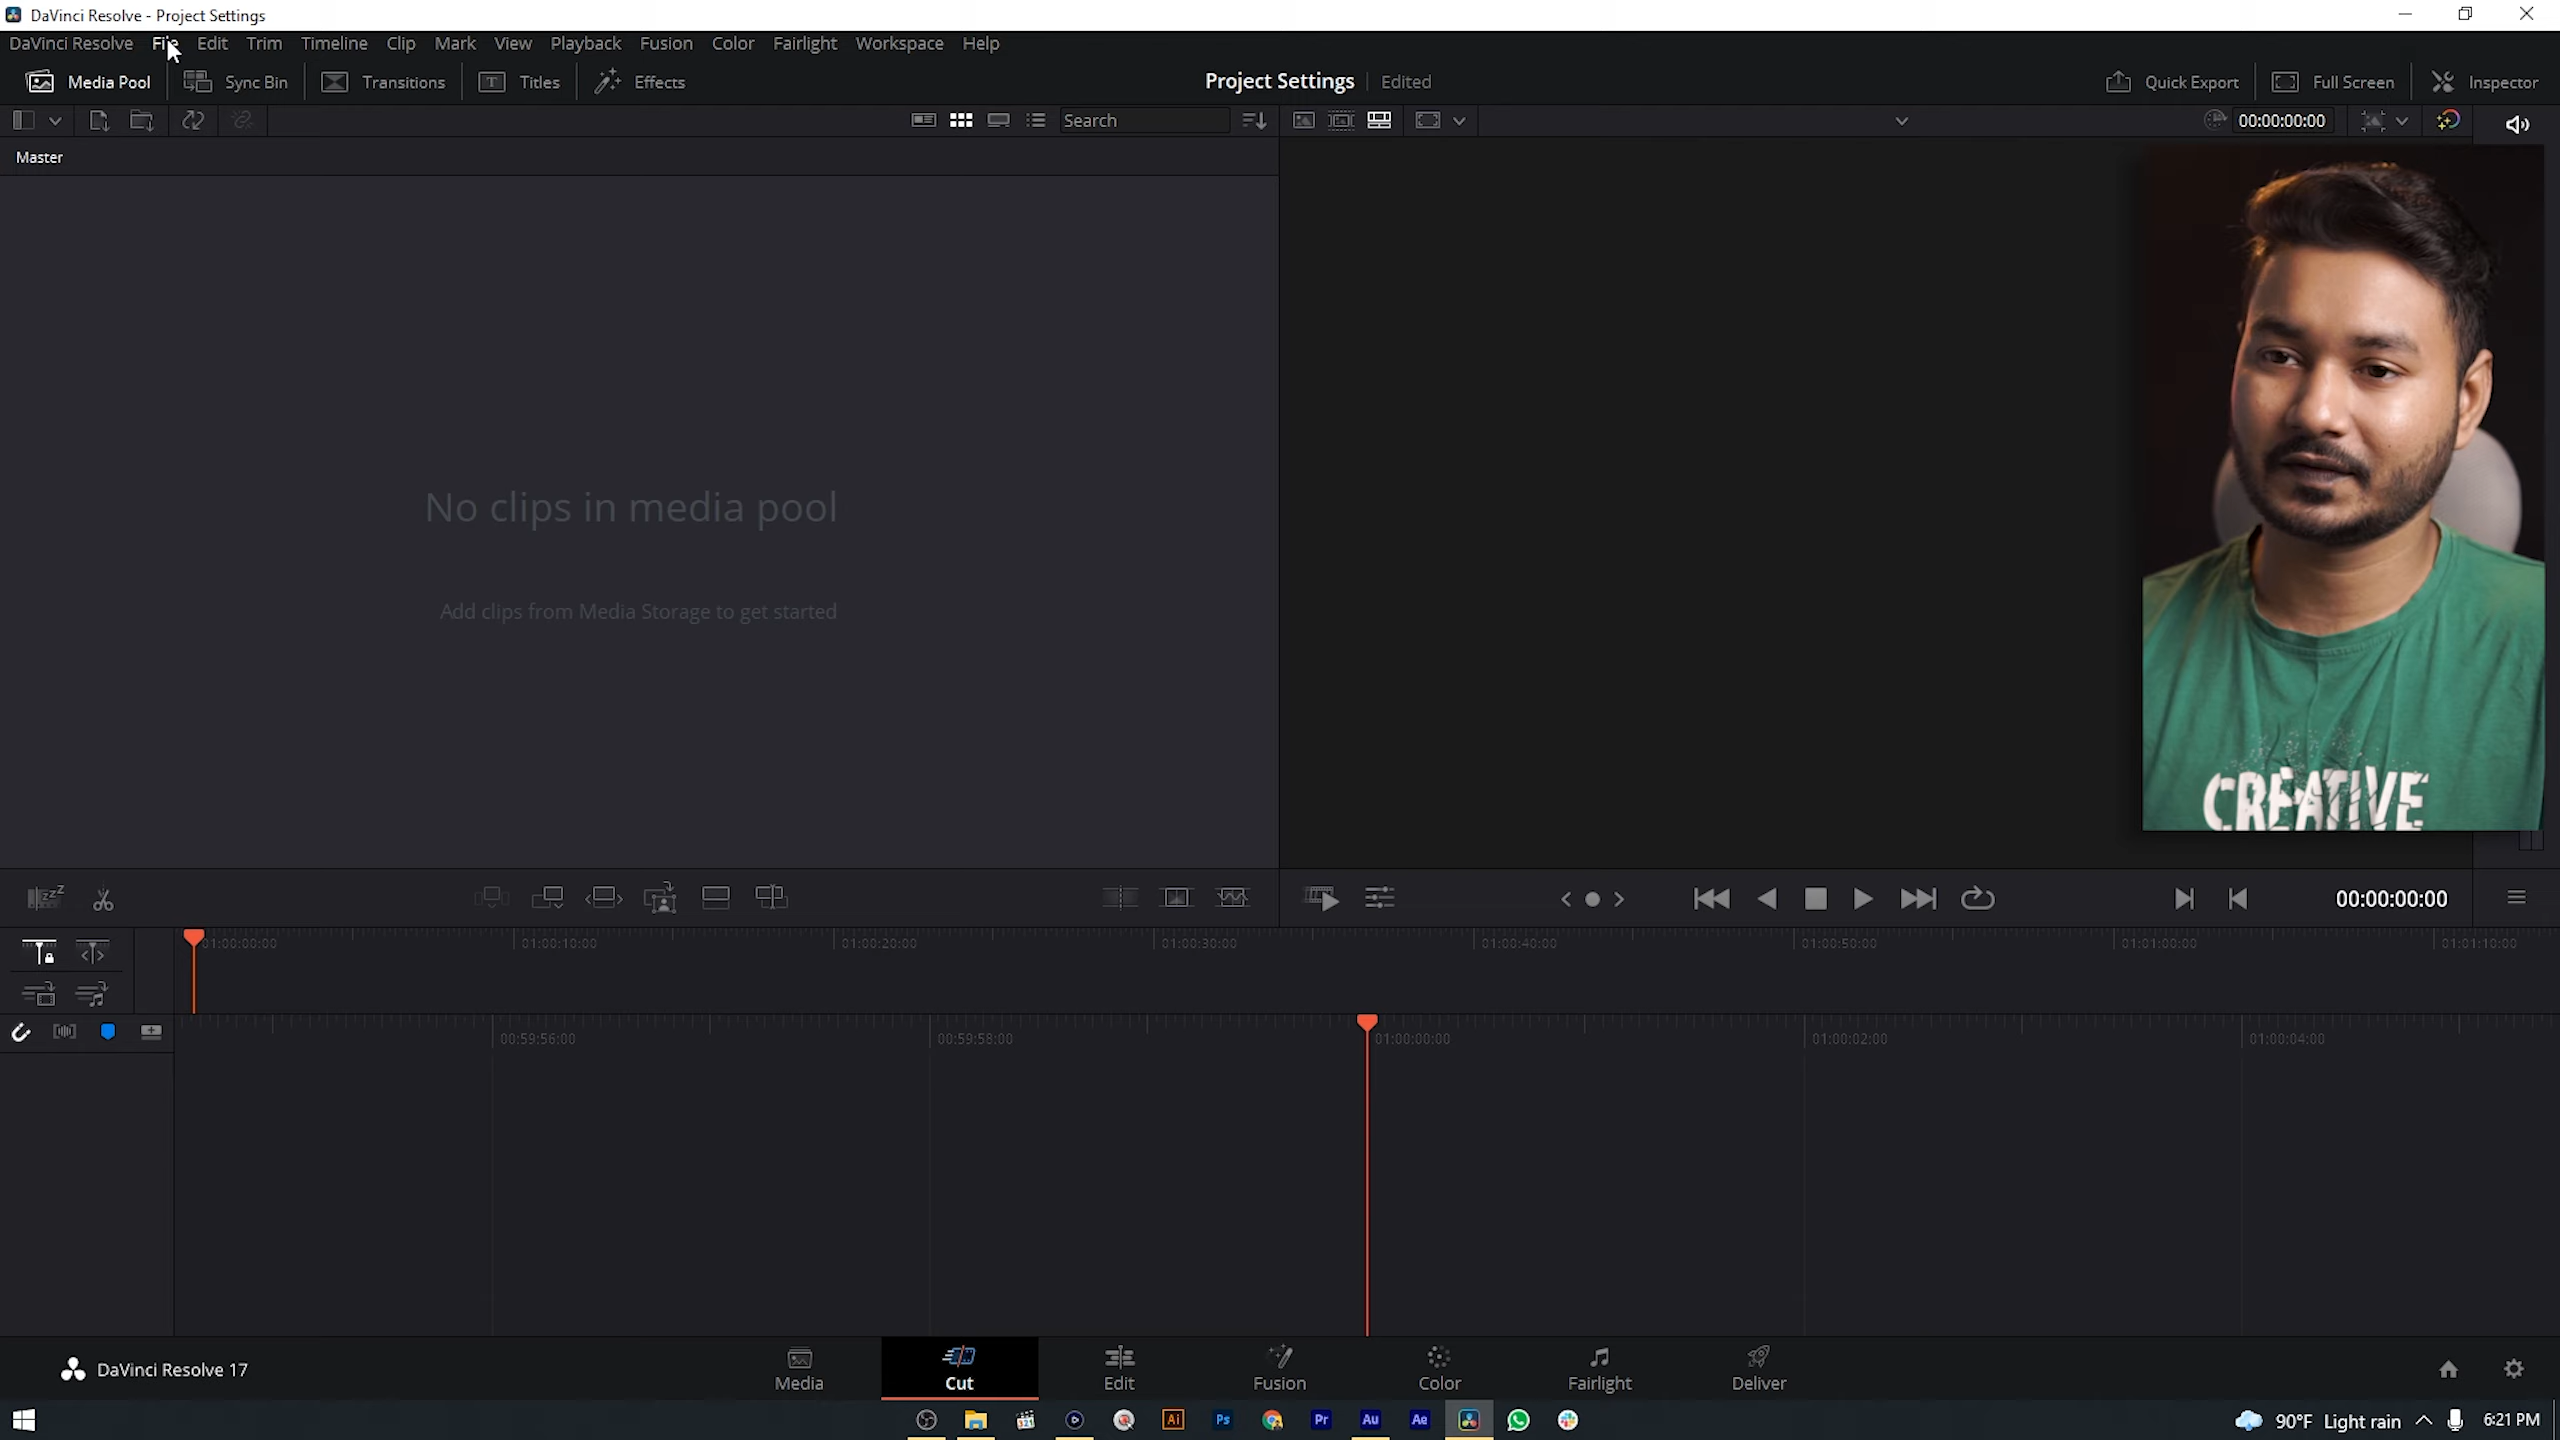 DaVinci Resolve - Project Settings
DaVinci Resolve File Edit Trim Timeline Clip Mark View Playback Fusion Color Fairlight Workspace Help
Media Pool Sync Bin Transitions Titles Effects Project Settings Edited Quick Export Full Screen Inspector
Search 00:00:00:00
Master
No clips in media pool
Add clips from Media Storage to get started
CREATIVE
00:00:00:00
01:00:00:00 01:00:10:00 01:00:20:00 01:00:30:00 01:00:40:00 01:00:50:00 01:01:00:00 01:01:10:00
00:59:56:00 00:59:58:00 01:00:00:00 01:00:02:00 01:00:04:00
DaVinci Resolve 17 Media Cut Edit Fusion Color Fairlight Deliver
321 Ai Ps Pr Au Ae 90°F Light rain 6:21 PM